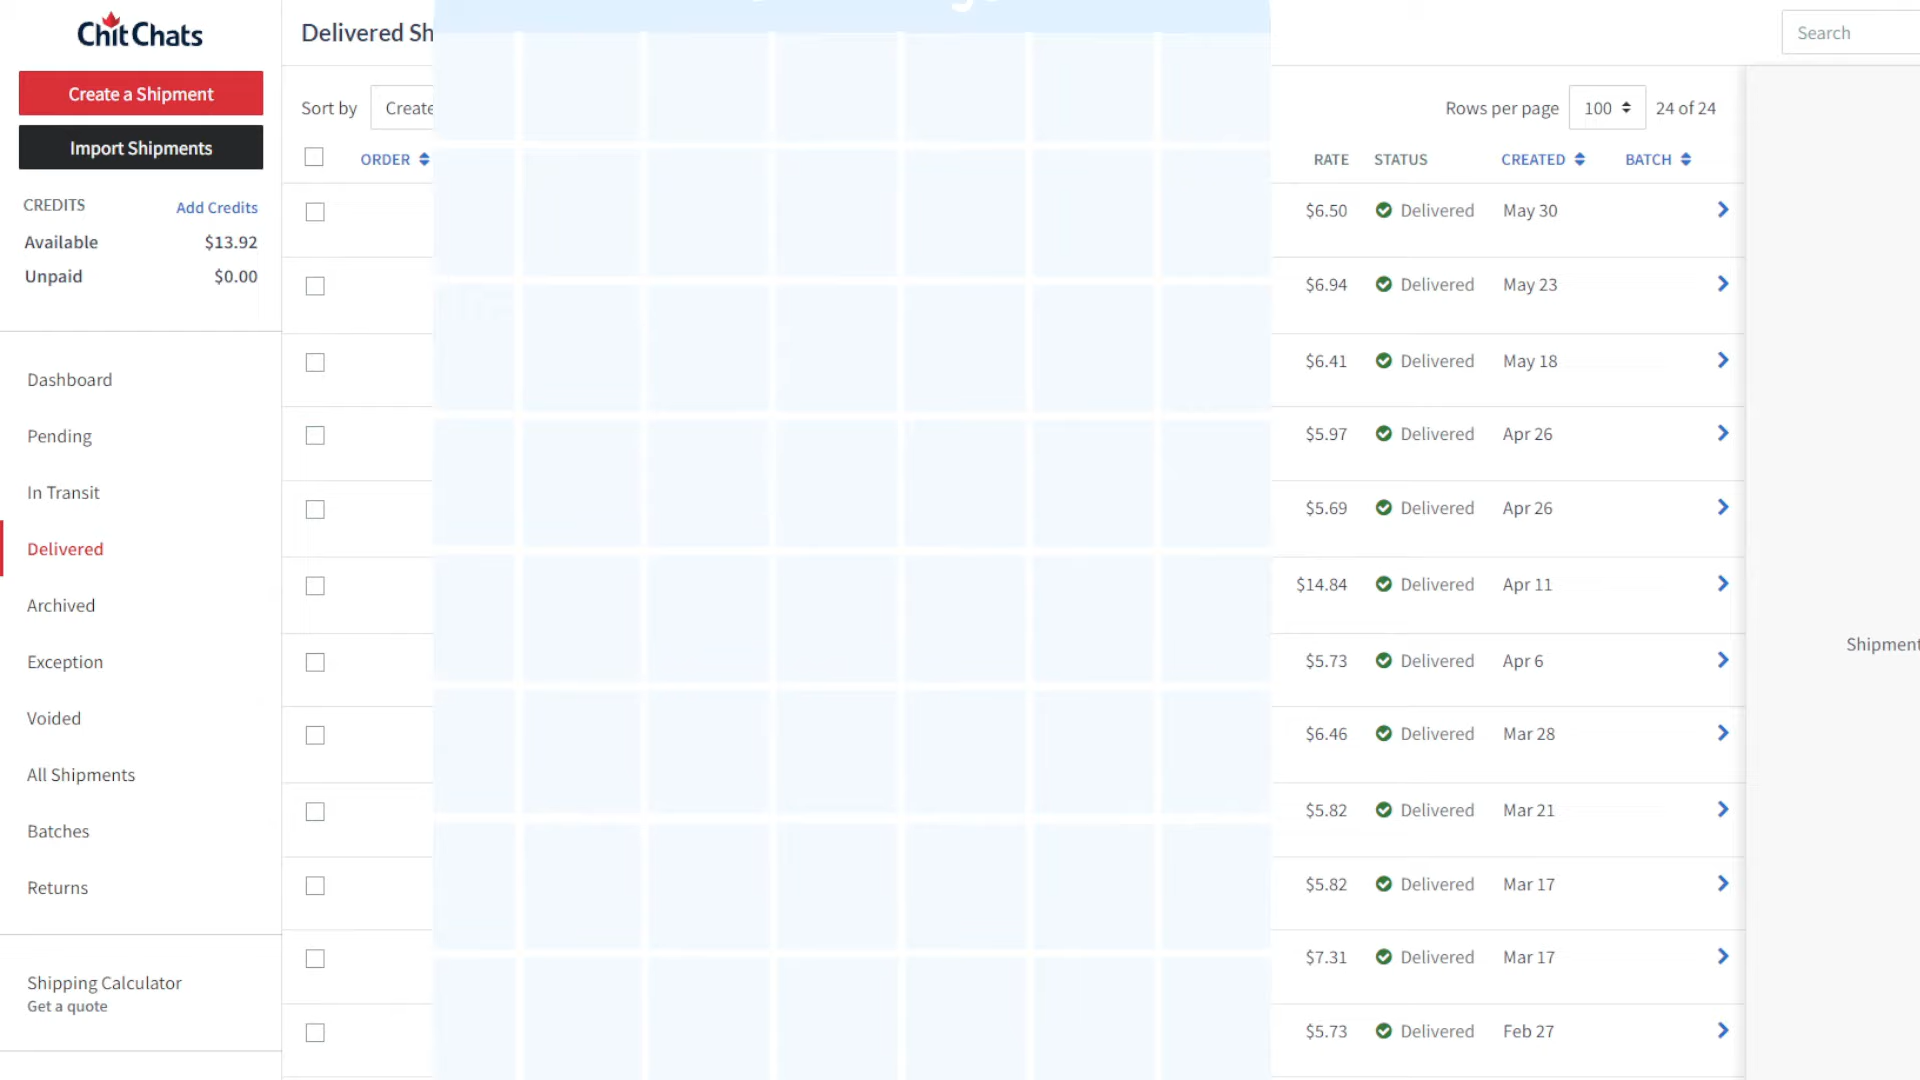 Chit Chats
Create a Shipment
Import Shipments
CREDITS Add Credits
Available $13.92
Unpaid $0.00
Dashboard
Pending
In Transit
Delivered
Archived
Exception
Voided
All Shipments
Batches
Returns
Shipping Calculator
Get a quote
Delivered Sh
Search
Sort by Create
Rows per page 100 24 of 24
ORDER RATE STATUS CREATED BATCH
$6.50 Delivered May 30
$6.94 Delivered May 23
$6.41 Delivered May 18
$5.97 Delivered Apr 26
$5.69 Delivered Apr 26
$14.84 Delivered Apr 11
$5.73 Delivered Apr 6
$6.46 Delivered Mar 28
$5.82 Delivered Mar 21
$5.82 Delivered Mar 17
$7.31 Delivered Mar 17
$5.73 Delivered Feb 27
Shipment